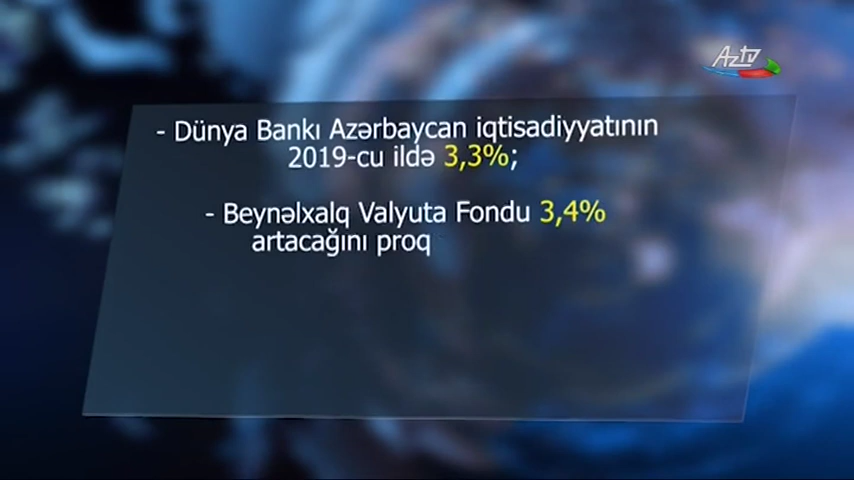 AzTV
- Dünya Bankı Azərbaycan iqtisadiyyatının
2019-cu ildə 3,3%;
- Beynəlxalq Valyuta Fondu 3,4%
artacağını proq